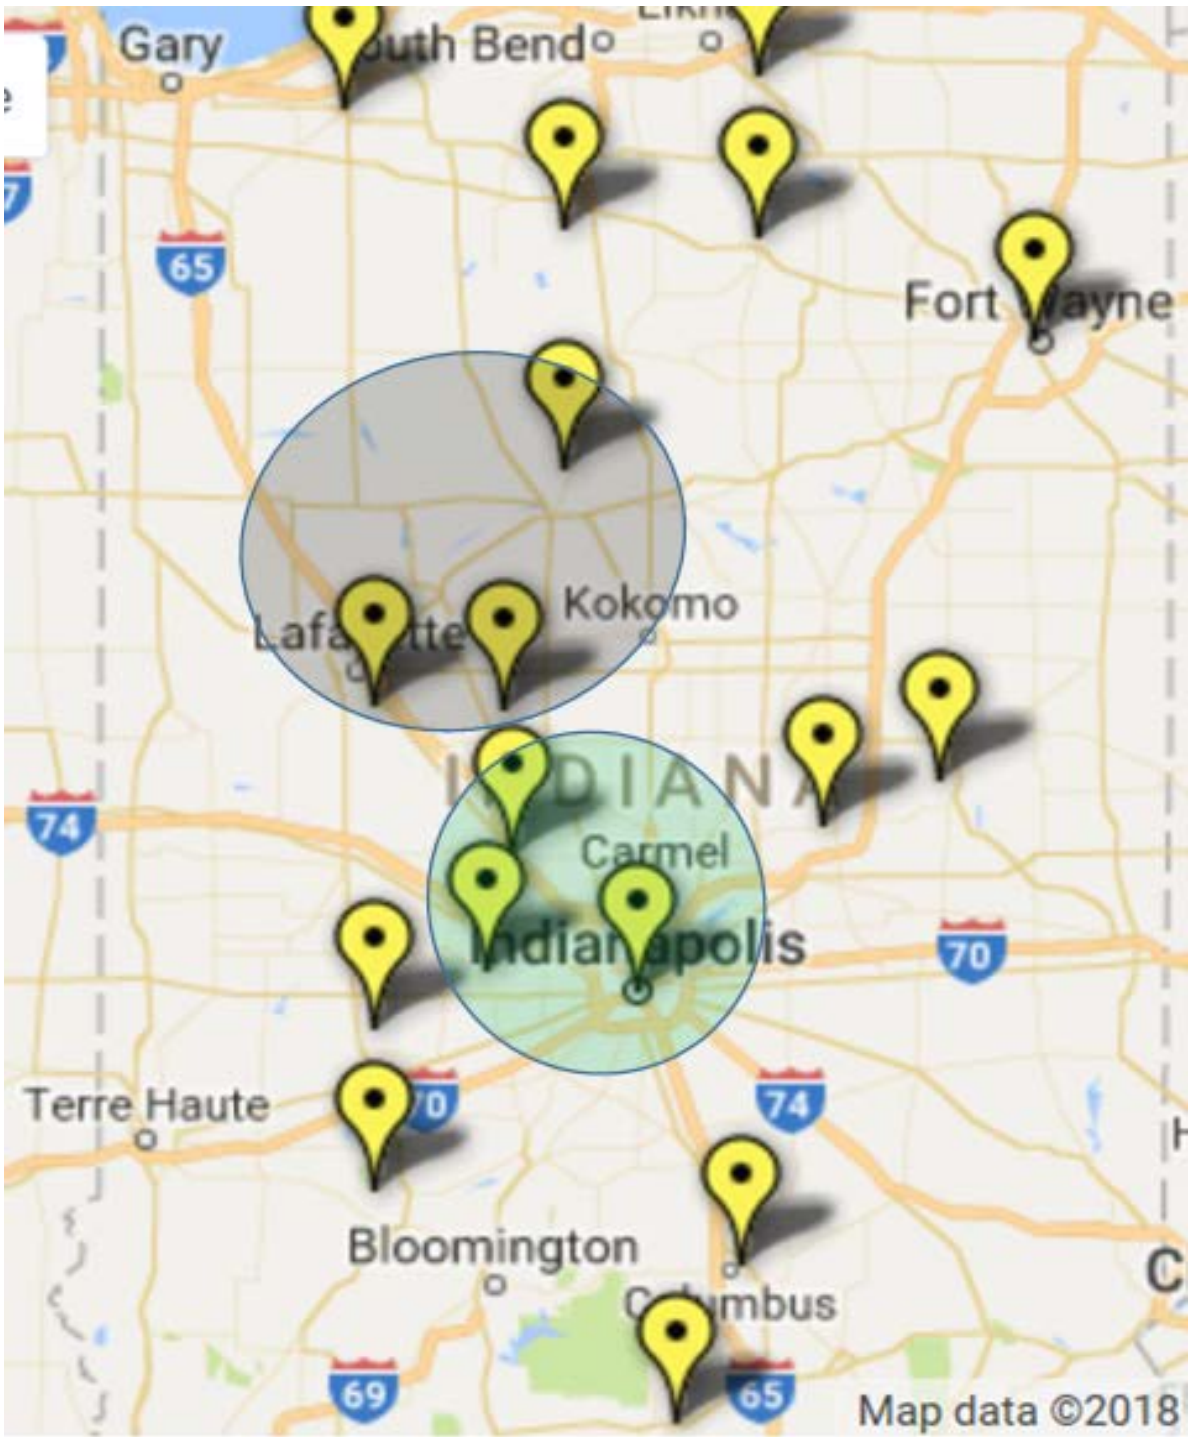 Gary
South Bend
e
7
65
Fort Wayne
Lafayette
Kokomo
INDIANA
74
Carmel
Indianapolis
70
Terre Haute
70
74
H
Bloomington
C
Columbus
69
65
Map data ©2018